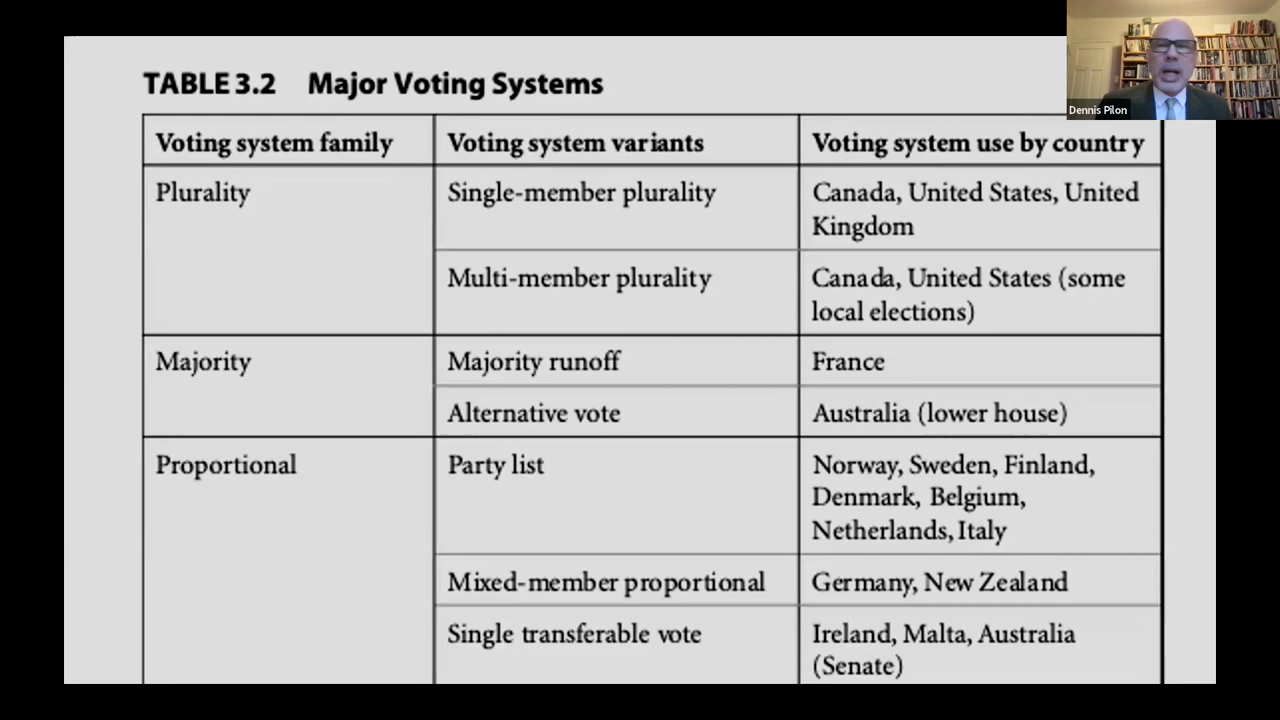 TABLE 3.2 Major Voting Systems
Dennis Pilon
Voting system family Voting system variants Voting system use by country
Plurality Single-member plurality Canada, United States, United
Kingdom
Multi-member plurality Canada, United States (some
local elections)
Majority Majority runoff France
Alternative vote Australia (lower house)
Proportional Party list Norway, Sweden, Finland,
Denmark, Belgium,
Netherlands, Italy
Mixed-member proportional Germany, New Zealand
Single transferable vote Ireland, Malta, Australia
(Senate)